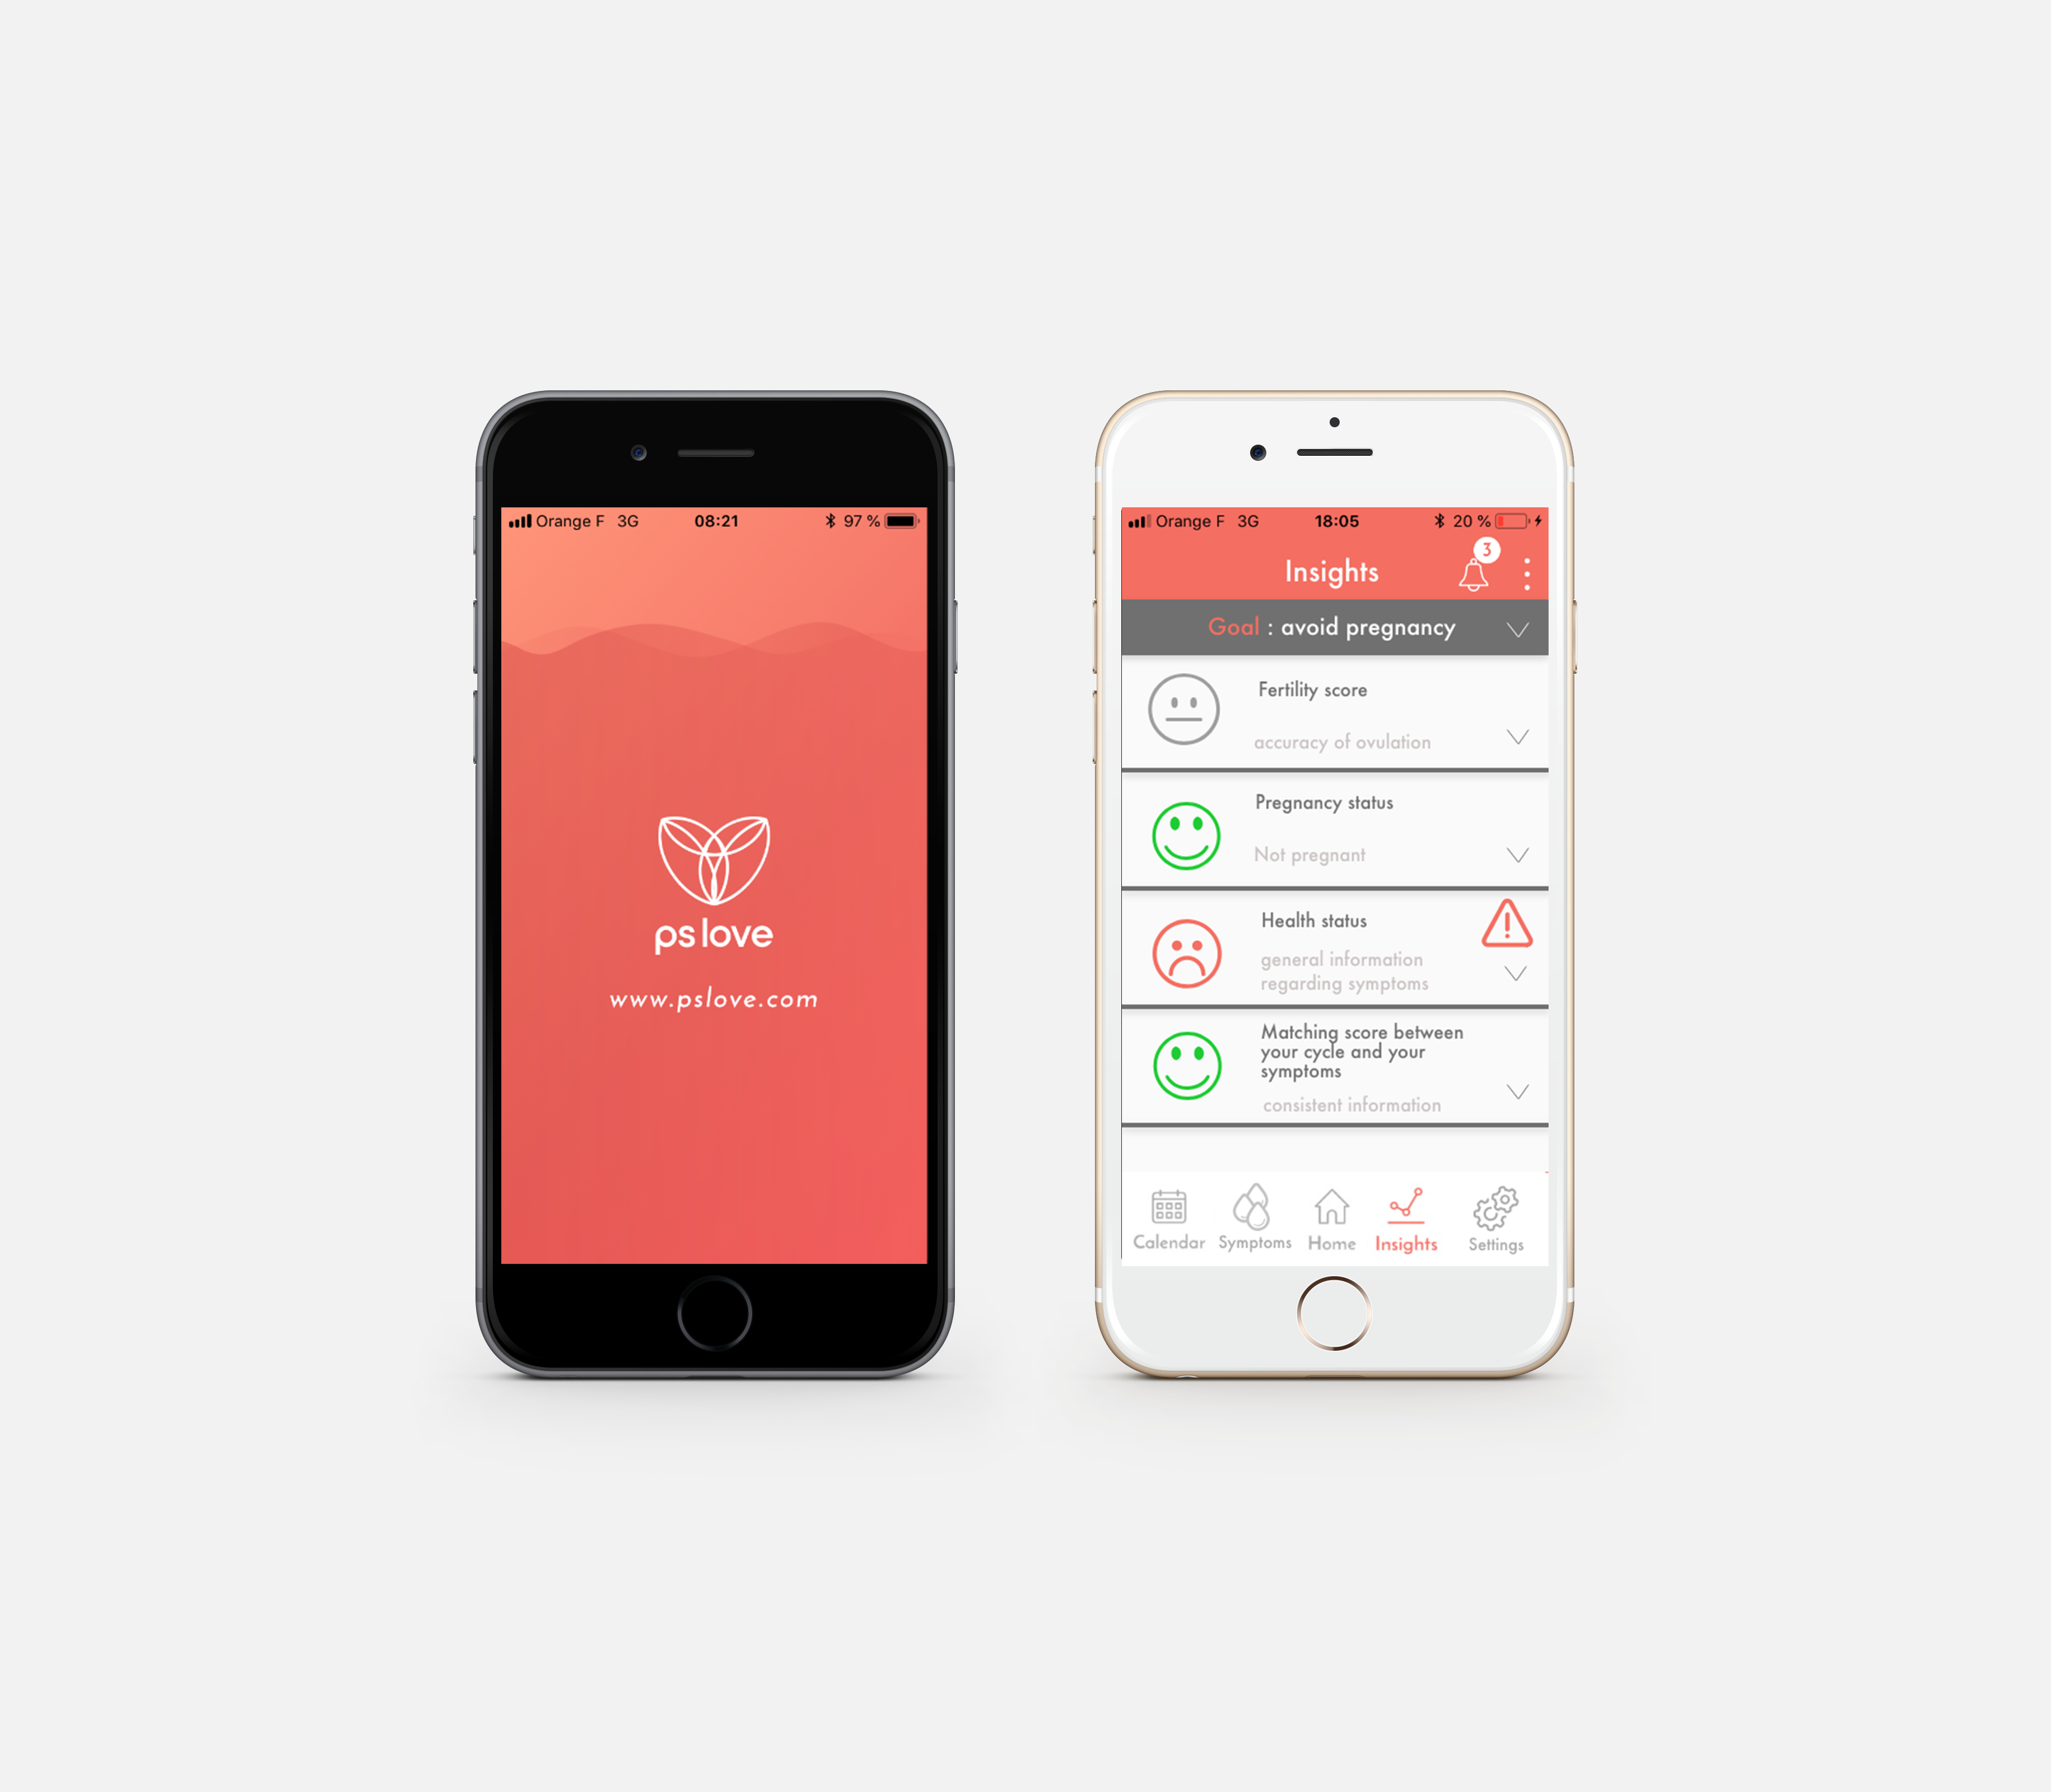 Orange F 3G 08:21 97 %
ps love
www.pslove.com
Orange F 3G 18:05 20 %
3
Insights
Goal : avoid pregnancy
Fertility score
accuracy of ovulation
Pregnancy status
Not pregnant
Health status
general information
regarding symptoms
Matching score between
your cycle and your
symptoms
consistent information
Calendar Symptoms Home Insights Settings